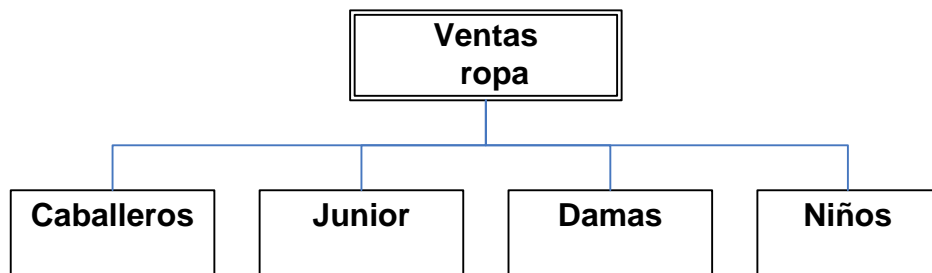 Ventas
ropa
Caballeros
Junior
Damas
Niños